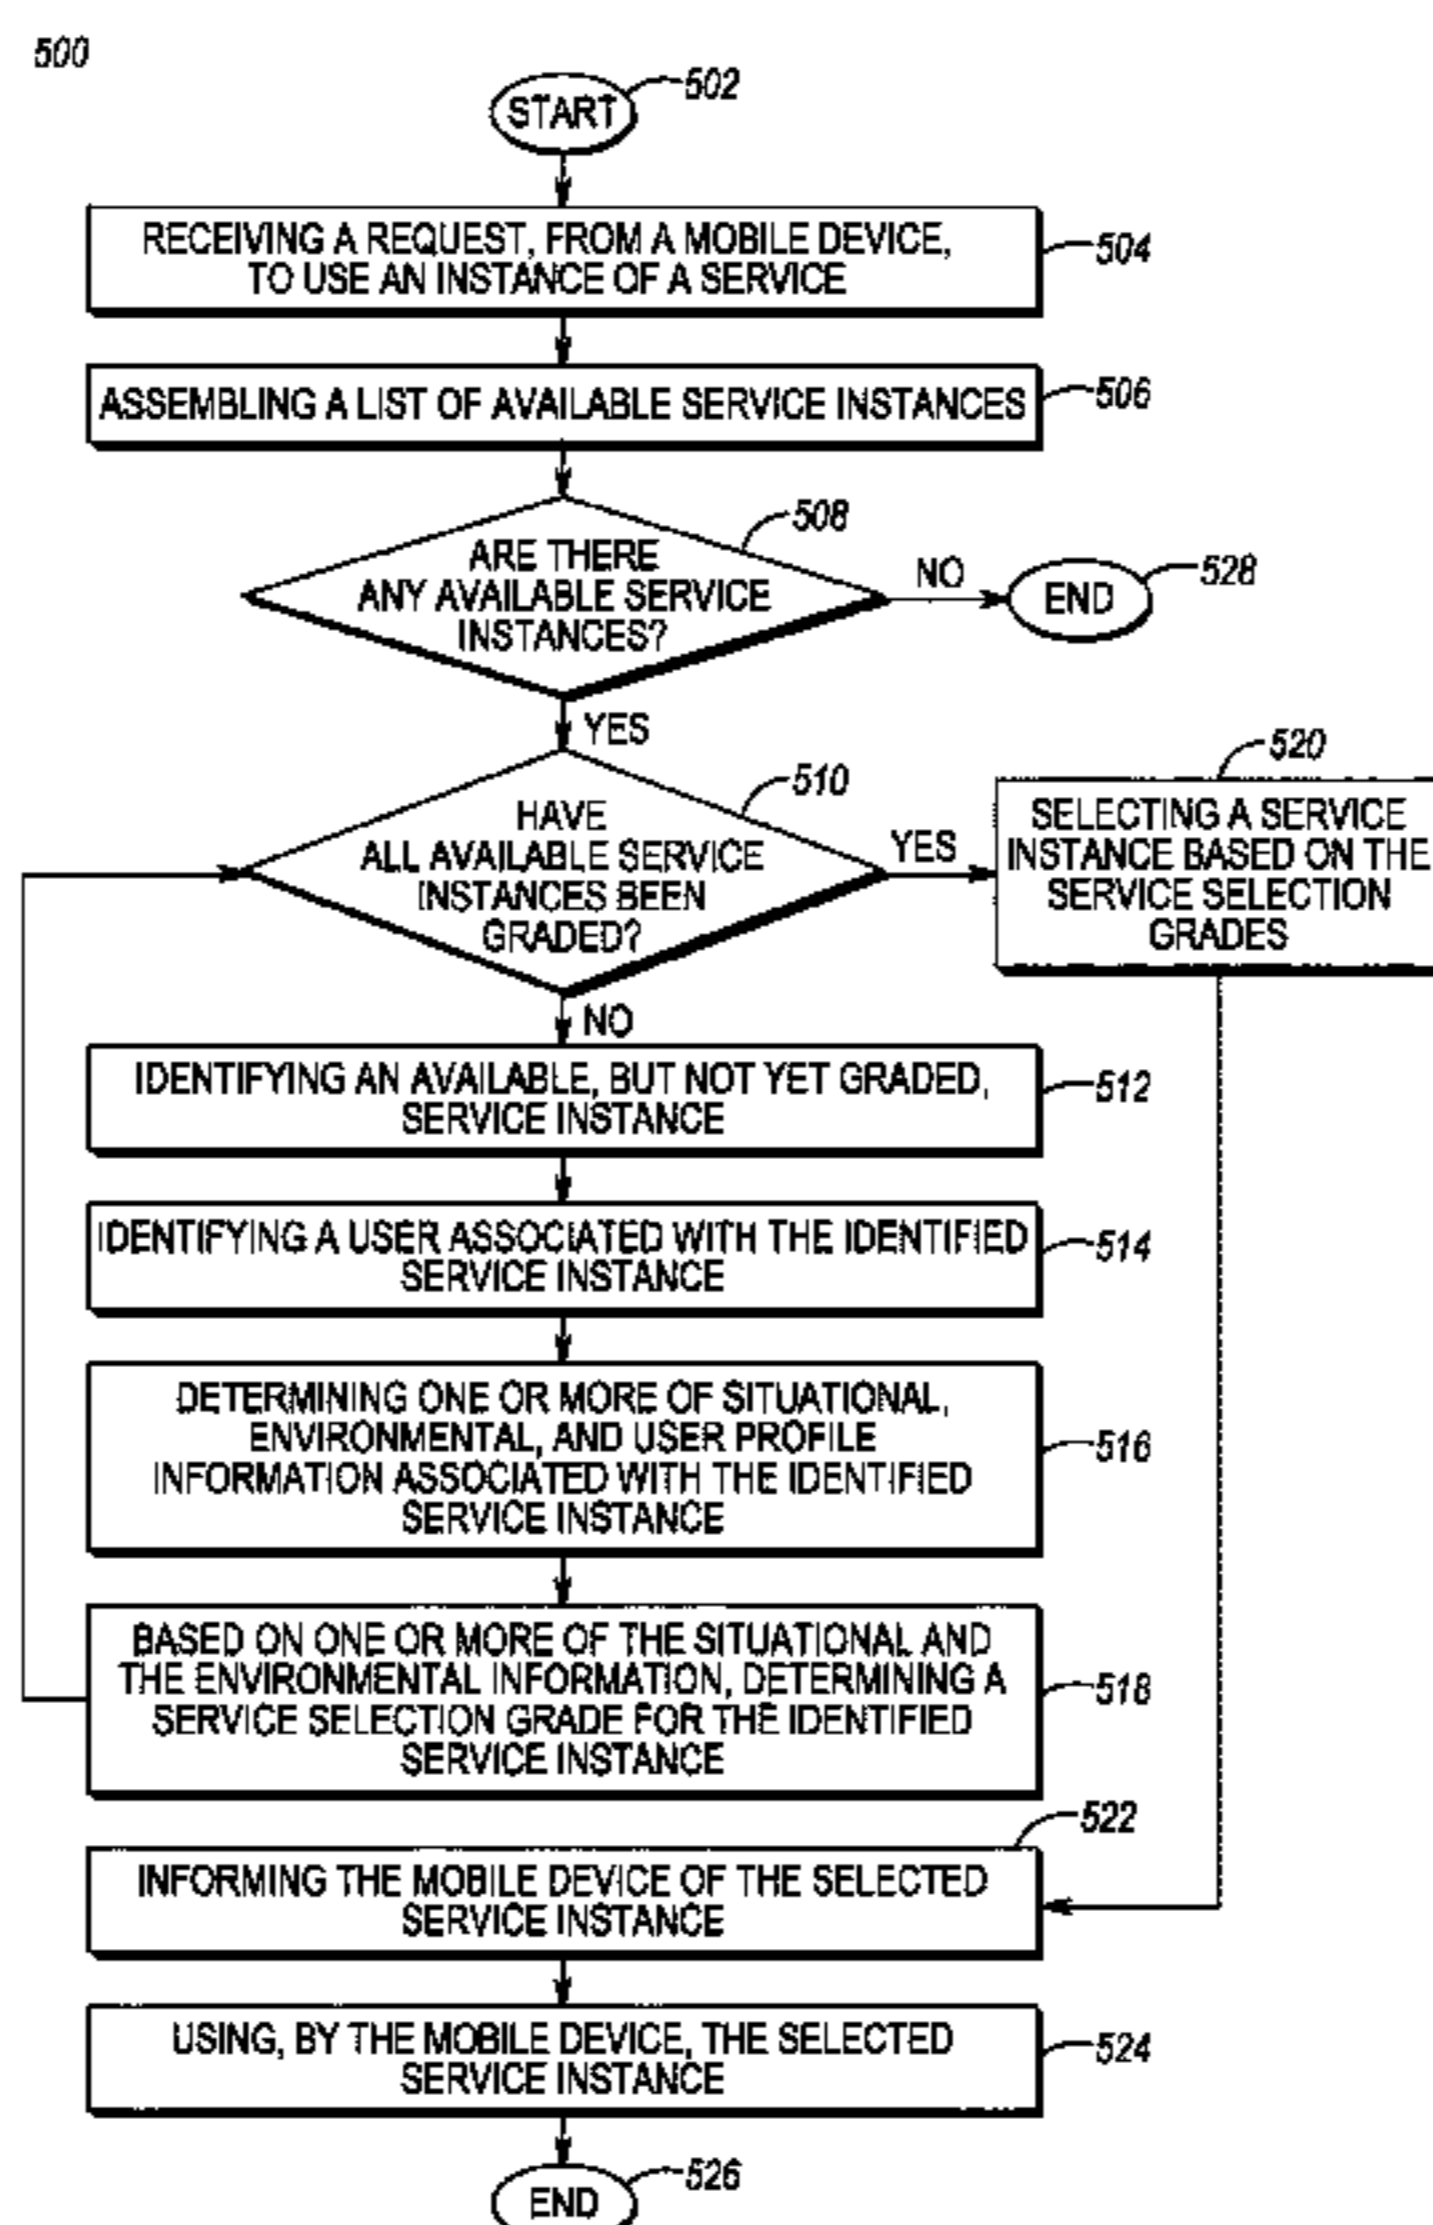 500
START
502
RECEIVING A REQUEST, FROM A MOBILE DEVICE,
TO USE AN INSTANCE OF A SERVICE
504
ASSEMBLING A LIST OF AVAILABLE SERVICE INSTANCES
506
ARE THERE
ANY AVAILABLE SERVICE
INSTANCES?
508
NO
END
528
YES
HAVE
ALL AVAILABLE SERVICE
INSTANCES BEEN
GRADED?
510
YES
SELECTING A SERVICE
INSTANCE BASED ON THE
SERVICE SELECTION
GRADES
520
NO
IDENTIFYING AN AVAILABLE, BUT NOT YET GRADED,
SERVICE INSTANCE
512
IDENTIFYING A USER ASSOCIATED WITH THE IDENTIFIED
SERVICE INSTANCE
514
DETERMINING ONE OR MORE OF SITUATIONAL,
ENVIRONMENTAL, AND USER PROFILE
INFORMATION ASSOCIATED WITH THE IDENTIFIED
SERVICE INSTANCE
516
BASED ON ONE OR MORE OF THE SITUATIONAL AND
THE ENVIRONMENTAL INFORMATION, DETERMINING A
SERVICE SELECTION GRADE FOR THE IDENTIFIED
SERVICE INSTANCE
518
INFORMING THE MOBILE DEVICE OF THE SELECTED
SERVICE INSTANCE
522
USING, BY THE MOBILE DEVICE, THE SELECTED
SERVICE INSTANCE
524
END
526